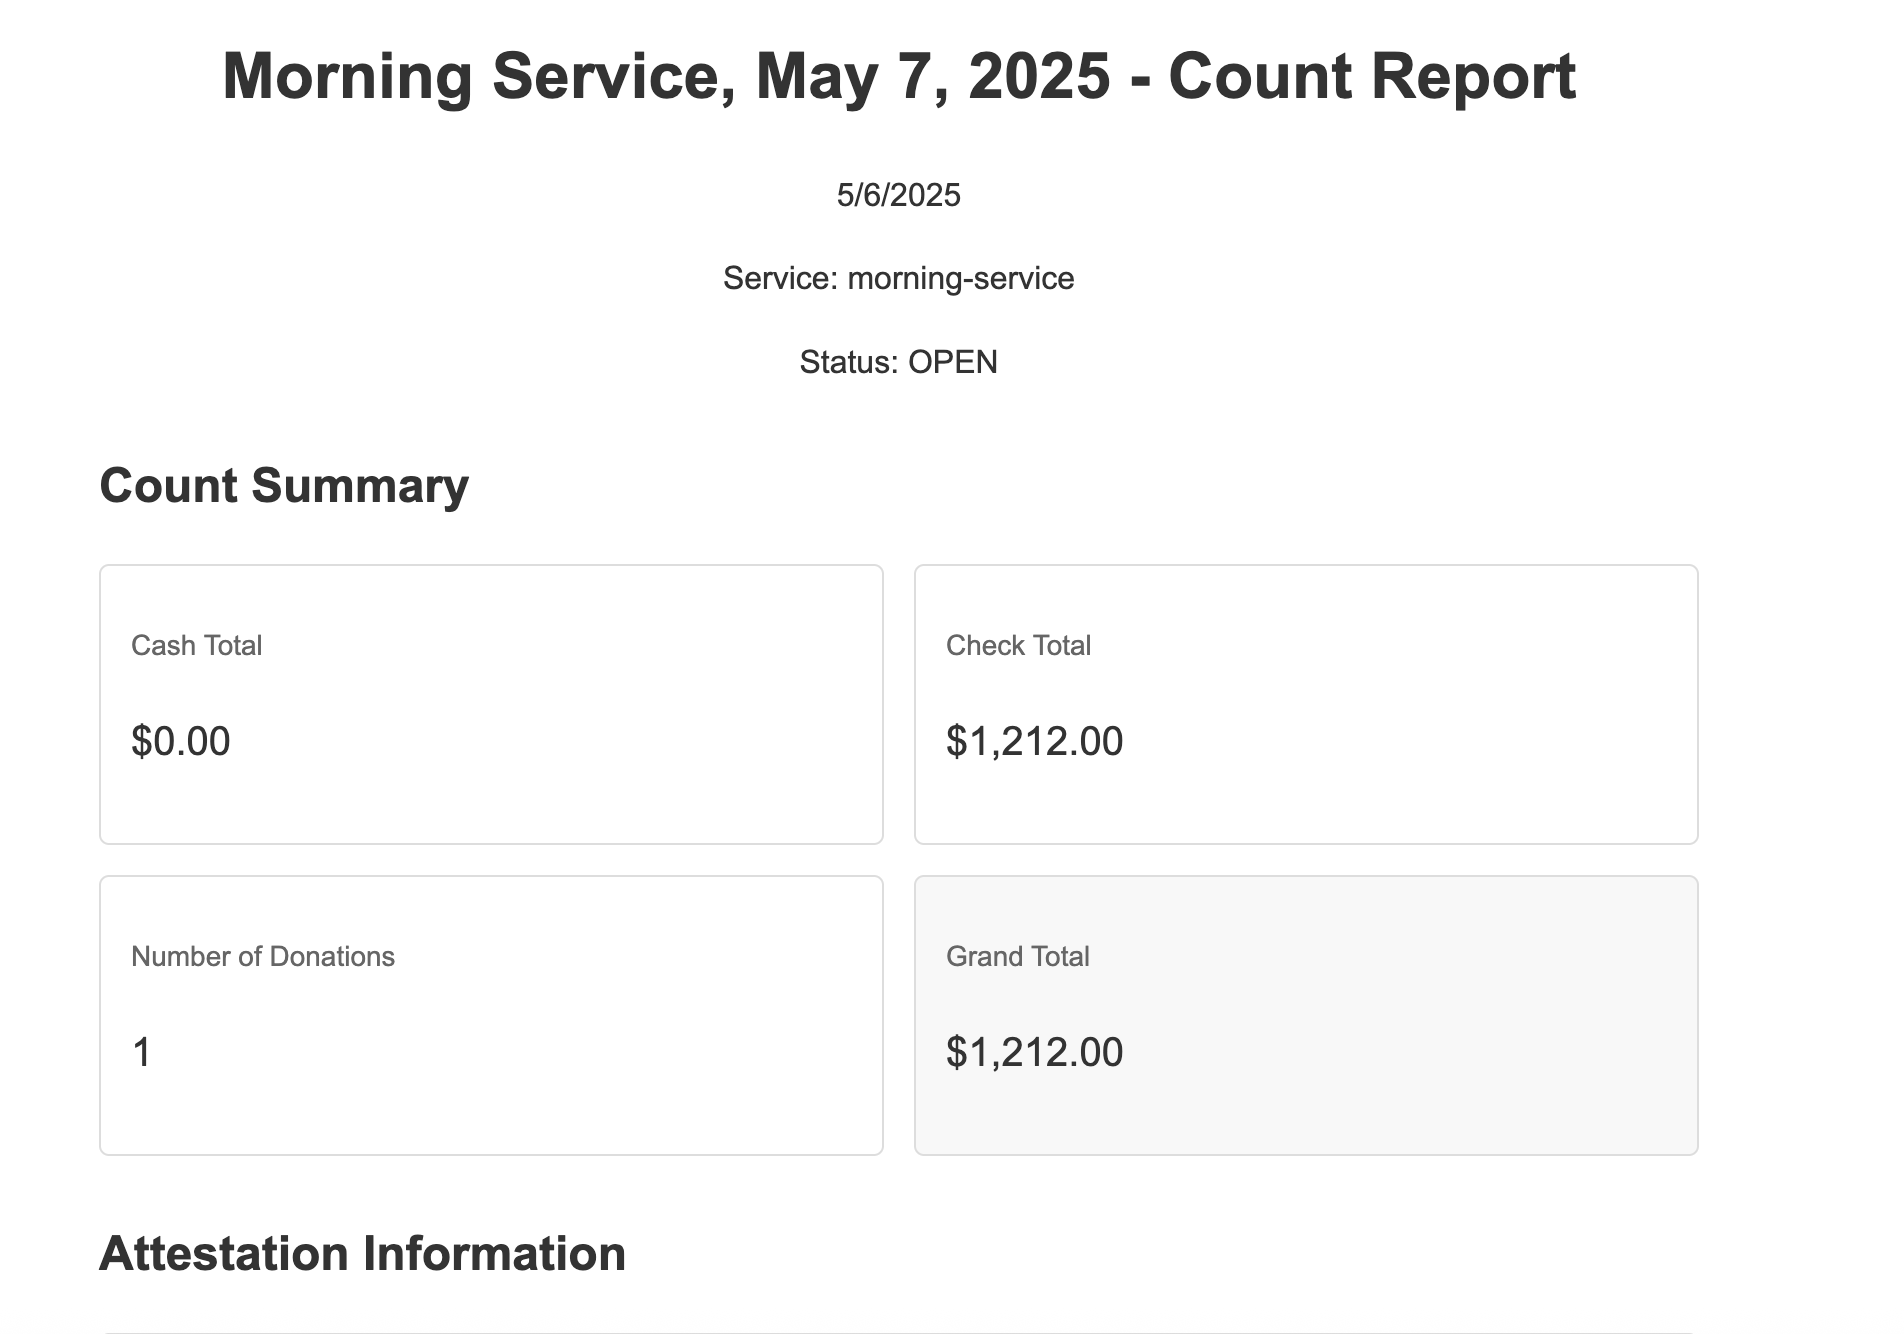 Morning Service, May 7, 2025 - Count Report
5/6/2025
Service: morning-service
Status: OPEN
Count Summary
Cash Total
$0.00
Check Total
$1,212.00
Number of Donations
1
Grand Total
$1,212.00
Attestation Information